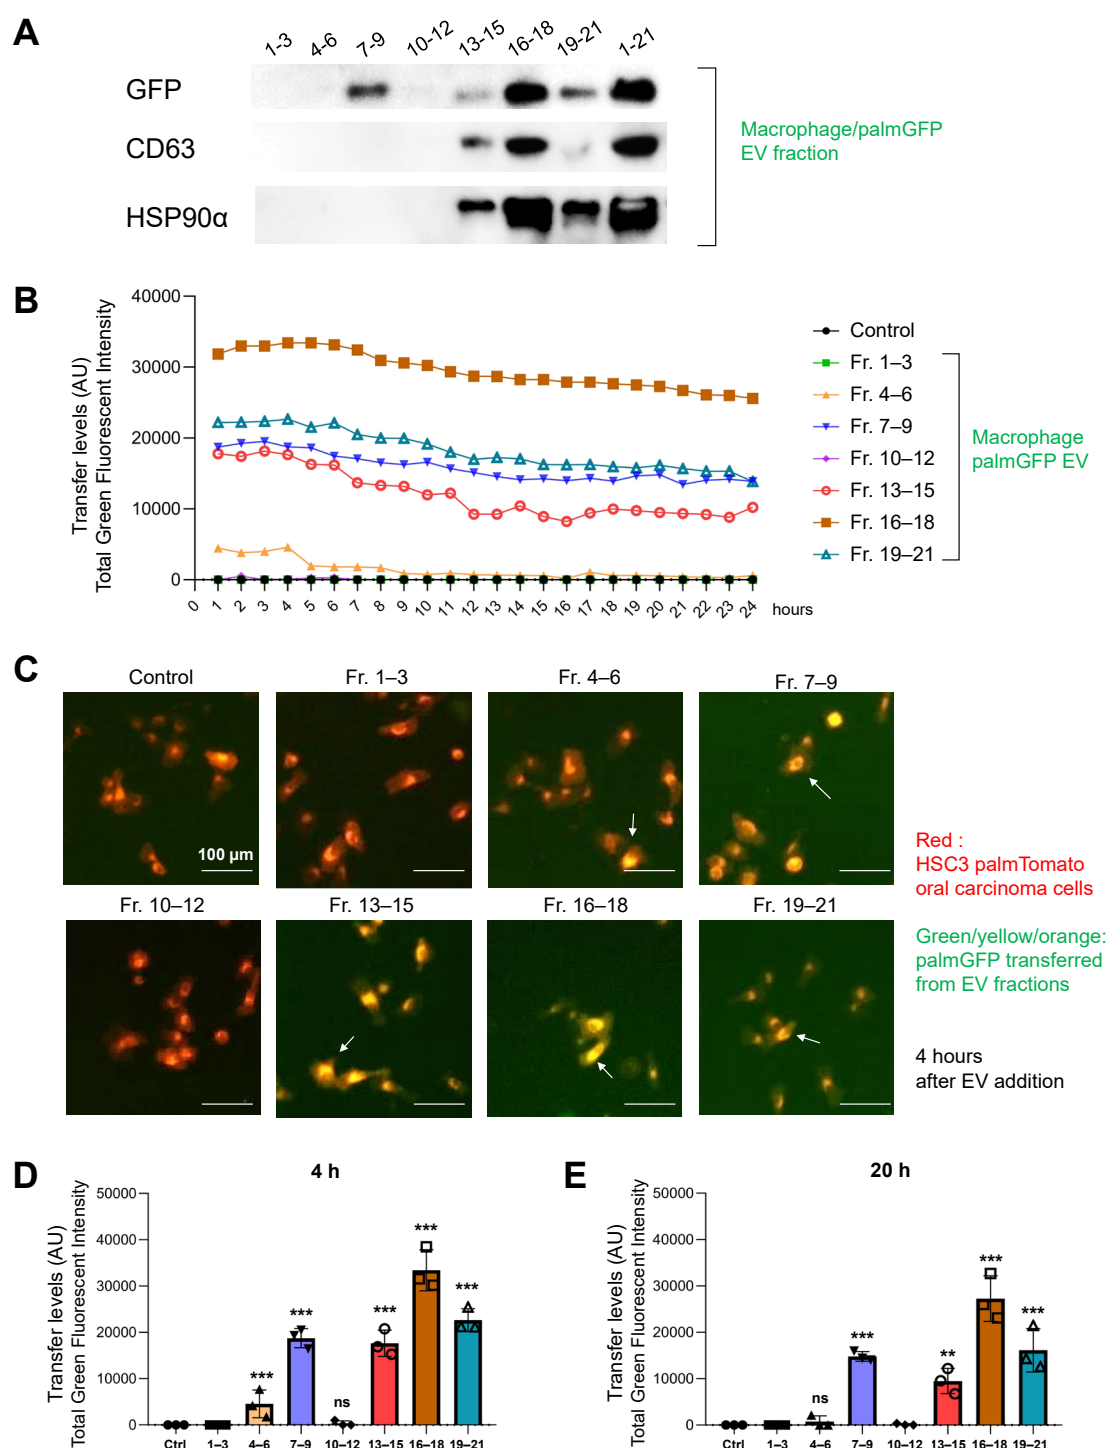 A
1-3 4-6 7-9 10-12 13-15 16-18 19-21 1-21
GFP
CD63
HSP90α
Macrophage/palmGFP
EV fraction
B
Transfer levels (AU)
Total Green Fluorescent Intensity
40000
30000
20000
10000
0
0 1 2 3 4 5 6 7 8 9 10 11 12 13 14 15 16 17 18 19 20 21 22 23 24 hours
Control
Fr. 1–3
Fr. 4–6
Fr. 7–9
Fr. 10–12
Fr. 13–15
Fr. 16–18
Fr. 19–21
Macrophage
palmGFP EV
C
Control Fr. 1–3 Fr. 4–6 Fr. 7–9
100 µm
Fr. 10–12 Fr. 13–15 Fr. 16–18 Fr. 19–21
Red :
HSC3 palmTomato
oral carcinoma cells
Green/yellow/orange:
palmGFP transferred
from EV fractions
4 hours
after EV addition
D
4 h
Transfer levels (AU)
Total Green Fluorescent Intensity
50000
40000
30000
20000
10000
0
*** *** ns *** *** ***
Ctrl 1–3 4–6 7–9 10–12 13–15 16–18 19–21
E
20 h
Transfer levels (AU)
Total Green Fluorescent Intensity
50000
40000
30000
20000
10000
0
ns *** ** *** ***
Ctrl 1–3 4–6 7–9 10–12 13–15 16–18 19–21